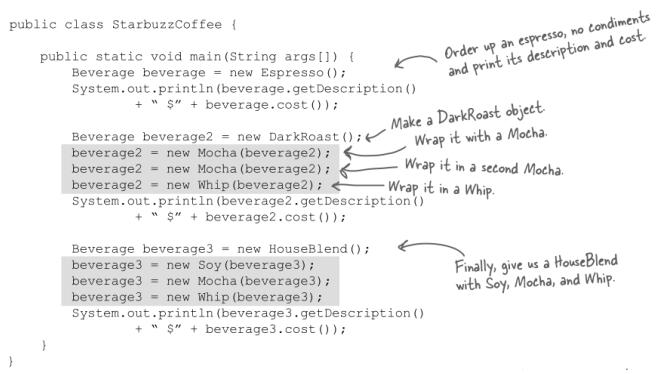 public class StarbuzzCoffee {
public static void main(String args[]) {
Order up an espresso, no condiments
and print its description and cost.
Beverage beverage = new Espresso();
System.out.println(beverage.getDescription()
+ “ $” + beverage.cost());
Make a DarkRoast object.
Beverage beverage2 = new DarkRoast();
Wrap it with a Mocha.
beverage2 = new Mocha(beverage2);
beverage2 = new Mocha(beverage2);
Wrap it in a second Mocha.
beverage2 = new Whip(beverage2);
Wrap it in a Whip.
System.out.println(beverage2.getDescription()
+ “ $” + beverage2.cost());
Beverage beverage3 = new HouseBlend();
beverage3 = new Soy(beverage3);
Finally, give us a HouseBlend
with Soy, Mocha, and Whip.
beverage3 = new Mocha(beverage3);
beverage3 = new Whip(beverage3);
System.out.println(beverage3.getDescription()
+ “ $” + beverage3.cost());
}
}